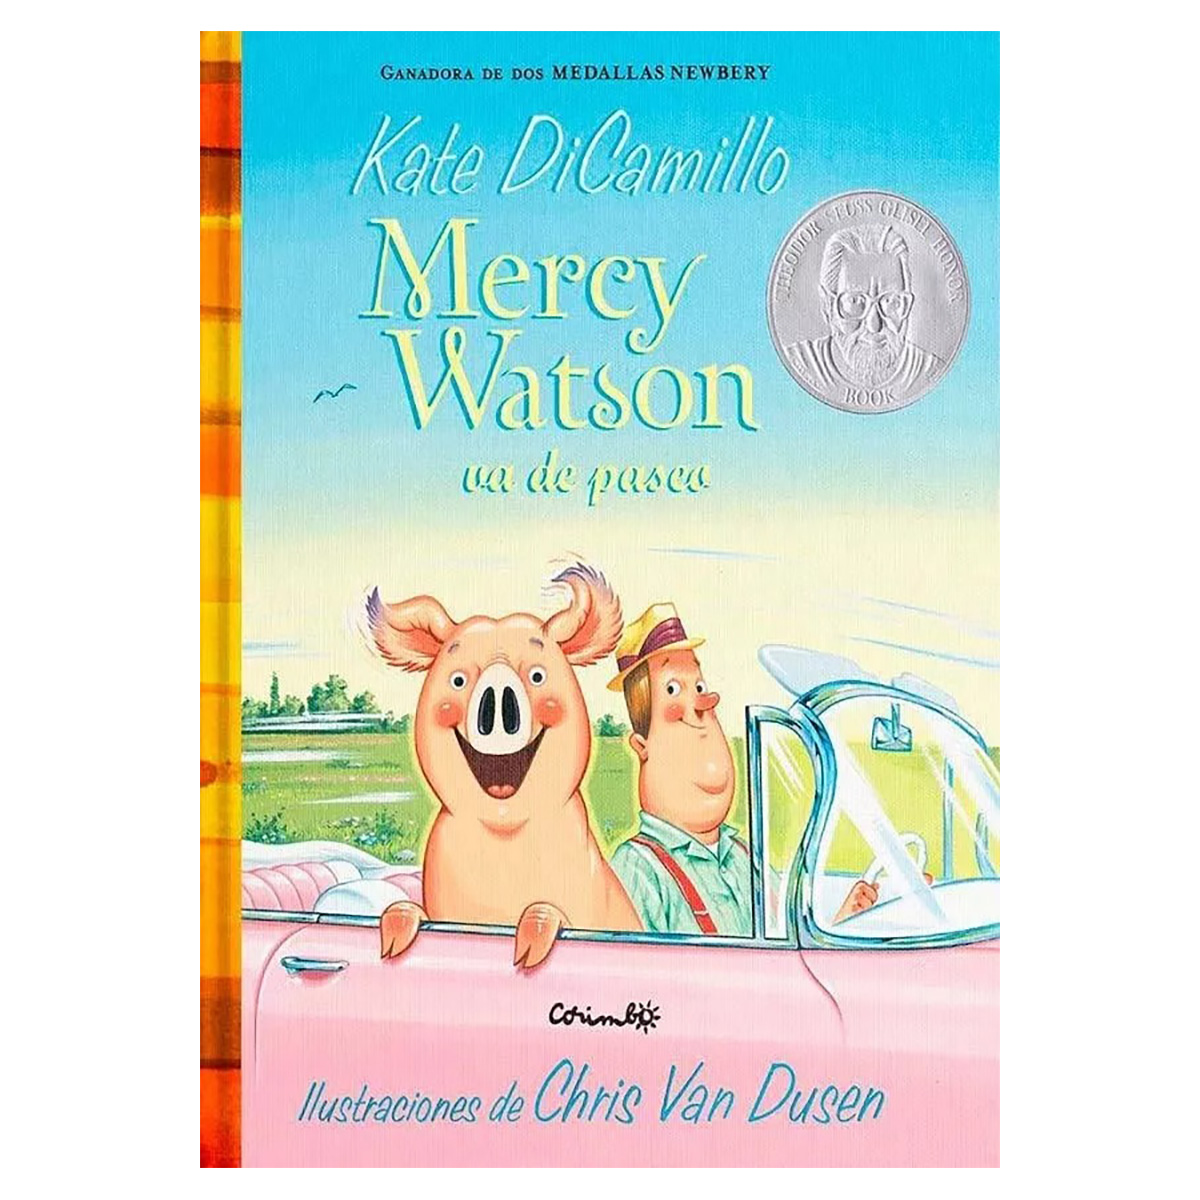 GANADORA DE DOS MEDALLAS NEWBERY
Kate DiCamillo
Mercy
Watson
va de paseo
THEODOR SEUSS GEISEL HONOR
BOOK
Corimbo
Ilustraciones de Chris Van Dusen